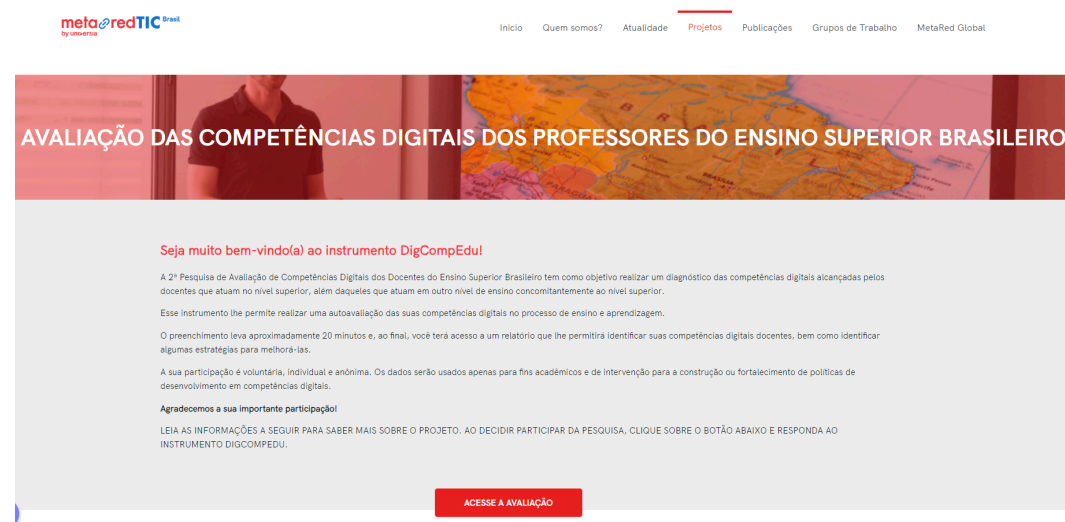 metaredTIC Brasil
by universia
Início Quem somos? Atualidade Projetos Publicações Grupos de Trabalho MetaRed Global
AVALIAÇÃO DAS COMPETÊNCIAS DIGITAIS DOS PROFESSORES DO ENSINO SUPERIOR BRASILEIRO
Seja muito bem-vindo(a) ao instrumento DigCompEdu!
A 2ª Pesquisa de Avaliação de Competências Digitais dos Docentes do Ensino Superior Brasileiro tem como objetivo realizar um diagnóstico das competências digitais alcançadas pelos
docentes que atuam no nível superior, além daqueles que atuam em outro nível de ensino concomitantemente ao nível superior.
Esse instrumento lhe permite realizar uma autoavaliação das suas competências digitais no processo de ensino e aprendizagem.
O preenchimento leva aproximadamente 20 minutos e, ao final, você terá acesso a um relatório que lhe permitirá identificar suas competências digitais docentes, bem como identificar
algumas estratégias para melhorá-las.
A sua participação é voluntária, individual e anônima. Os dados serão usados apenas para fins acadêmicos e de intervenção para a construção ou fortalecimento de políticas de
desenvolvimento em competências digitais.
Agradecemos a sua importante participação!
LEIA AS INFORMAÇÕES A SEGUIR PARA SABER MAIS SOBRE O PROJETO. AO DECIDIR PARTICIPAR DA PESQUISA, CLIQUE SOBRE O BOTÃO ABAIXO E RESPONDA AO
INSTRUMENTO DIGCOMPEDU.
ACESSE A AVALIAÇÃO